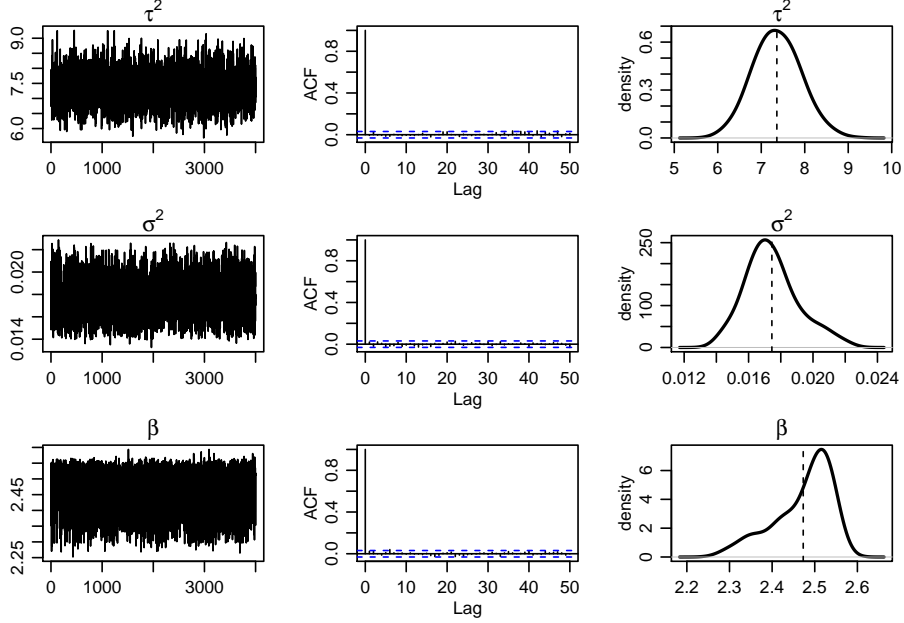 τ²
6.0 7.5 9.0
0 1000 3000
ACF
0.0 0.4 0.8
0 10 20 30 40 50
Lag
τ²
density
0.0 0.3 0.6
5 6 7 8 9 10
σ²
0.014 0.020
0 1000 3000
ACF
0.0 0.4 0.8
0 10 20 30 40 50
Lag
σ²
density
0 100 250
0.012 0.016 0.020 0.024
β
2.25 2.45
0 1000 3000
ACF
0.0 0.4 0.8
0 10 20 30 40 50
Lag
β
density
0 2 4 6
2.2 2.3 2.4 2.5 2.6